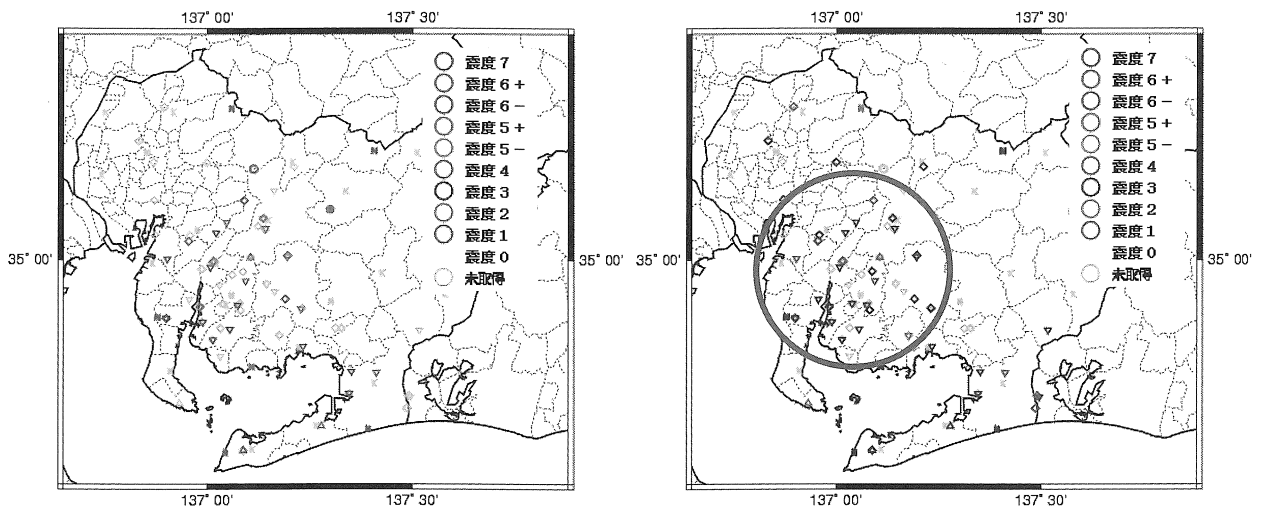 137° 00′ 137° 30′
震度 7
震度 6 +
震度 6 −
震度 5 +
震度 5 −
震度 4
震度 3
震度 2
震度 1
震度 0
未取得
35° 00′
35° 00′
137° 00′ 137° 30′
137° 00′ 137° 30′
震度 7
震度 6 +
震度 6 −
震度 5 +
震度 5 −
震度 4
震度 3
震度 2
震度 1
震度 0
未取得
35° 00′
137° 00′ 137° 30′